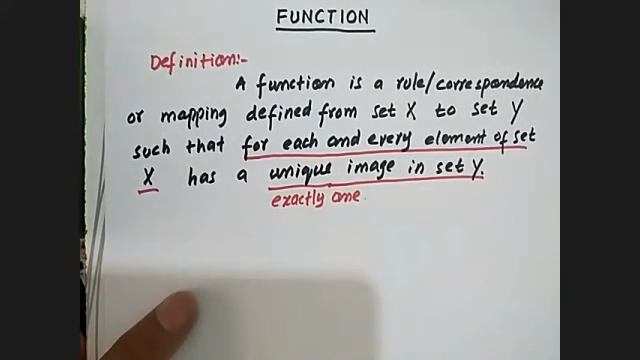 FUNCTION
Definition:-
A function is a rule/correspondence
or mapping defined from set X to set Y
such that for each and every element of set
X has a unique image in set Y.
exactly one.